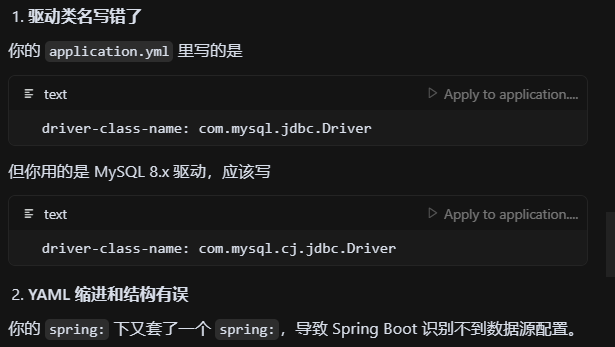 1. 驱动类名写错了
你的 application.yml 里写的是
text
Apply to application....
driver-class-name: com.mysql.jdbc.Driver
但你用的是 MySQL 8.x 驱动，应该写
text
Apply to application....
driver-class-name: com.mysql.cj.jdbc.Driver
2. YAML 缩进和结构有误
你的 spring: 下又套了一个 spring:，导致 Spring Boot 识别不到数据源配置。